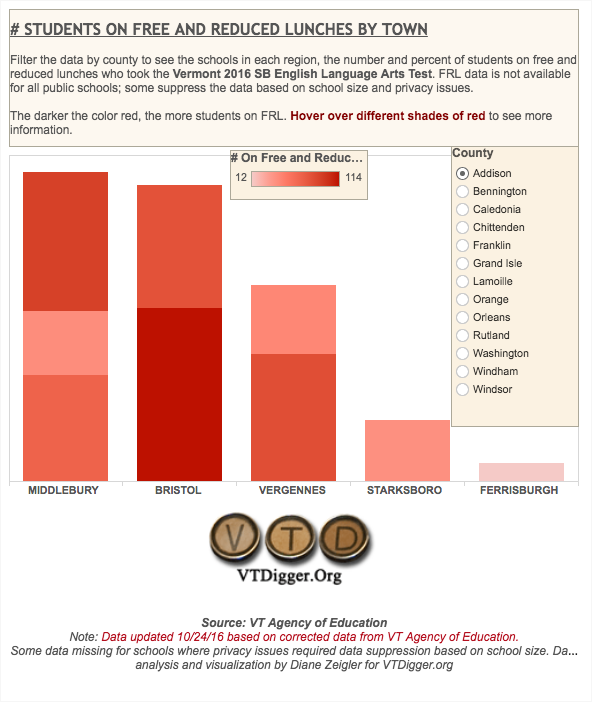 # STUDENTS ON FREE AND REDUCED LUNCHES BY TOWN
Filter the data by county to see the schools in each region, the number and percent of students on free and
reduced lunches who took the Vermont 2016 SB English Language Arts Test. FRL data is not available
for all public schools; some suppress the data based on school size and privacy issues.
The darker the color red, the more students on FRL. Hover over different shades of red to see more
information.
# On Free and Reduc...
12 114
County
Addison
Bennington
Caledonia
Chittenden
Franklin
Grand Isle
Lamoille
Orange
Orleans
Rutland
Washington
Windham
Windsor
MIDDLEBURY BRISTOL VERGENNES STARKSBORO FERRISBURGH
V T D
VTDigger.Org
Source: VT Agency of Education
Note: Data updated 10/24/16 based on corrected data from VT Agency of Education.
Some data missing for schools where privacy issues required data suppression based on school size. Da...
analysis and visualization by Diane Zeigler for VTDigger.org